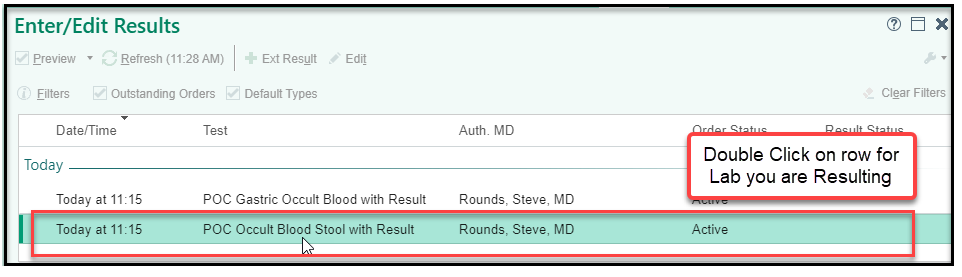 Enter/Edit Results
Preview Refresh (11:28 AM) Ext Result Edit
Filters Outstanding Orders Default Types Clear Filters
Date/Time Test Auth. MD Order Status Result Status
Double Click on row for
Lab you are Resulting
Today
Today at 11:15 POC Gastric Occult Blood with Result Rounds, Steve, MD Active
Today at 11:15 POC Occult Blood Stool with Result Rounds, Steve, MD Active